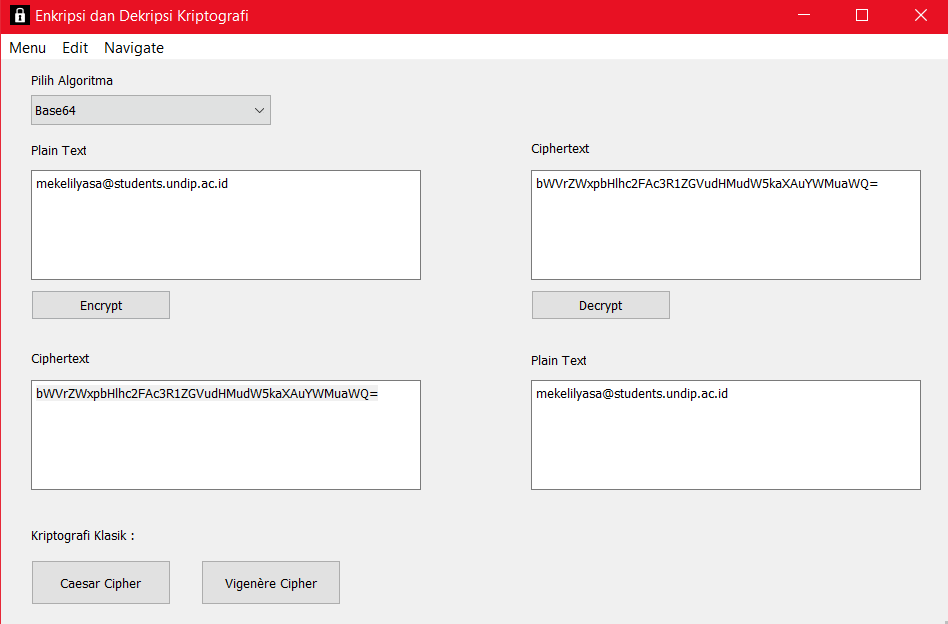 Enkripsi dan Dekripsi Kriptografi
Menu Edit Navigate
Pilih Algoritma
Base64
Plain Text
mekelilyasa@students.undip.ac.id
Encrypt
Ciphertext
bWVrZWxpbHlhc2FAc3R1ZGVudHMudW5kaXAuYWMuaWQ=
Decrypt
Ciphertext
bWVrZWxpbHlhc2FAc3R1ZGVudHMudW5kaXAuYWMuaWQ=
Plain Text
mekelilyasa@students.undip.ac.id
Kriptografi Klasik :
Caesar Cipher
Vigenère Cipher